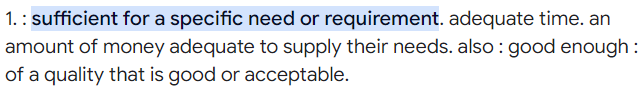 1. : sufficient for a specific need or requirement. adequate time. an
amount of money adequate to supply their needs. also : good enough :
of a quality that is good or acceptable.